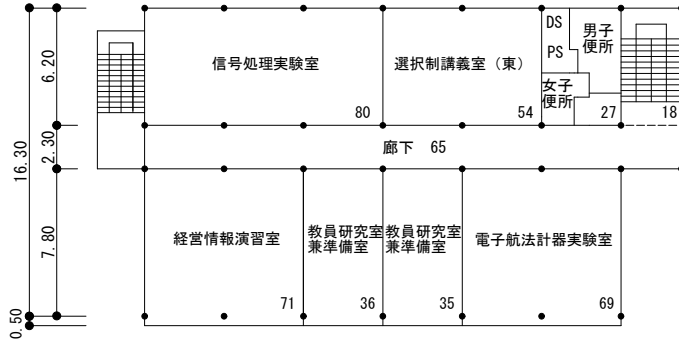 DS
男子
便所
信号処理実験室
選択制講義室（東）
PS
女子
便所
80
54
27
18
廊下 65
経営情報演習室
教員研究室
兼準備室
教員研究室
兼準備室
電子航法計器実験室
71
36
35
69
6.20
2.30
16.30
7.80
0.50